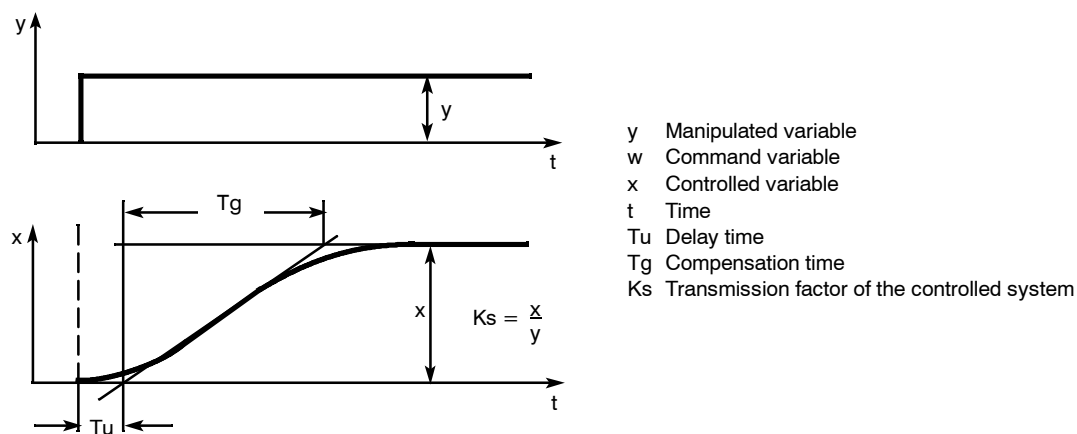 y
y
t
Tg
x
x
Ks = x
y
t
Tu
y Manipulated variable
w Command variable
x Controlled variable
t Time
Tu Delay time
Tg Compensation time
Ks Transmission factor of the controlled system